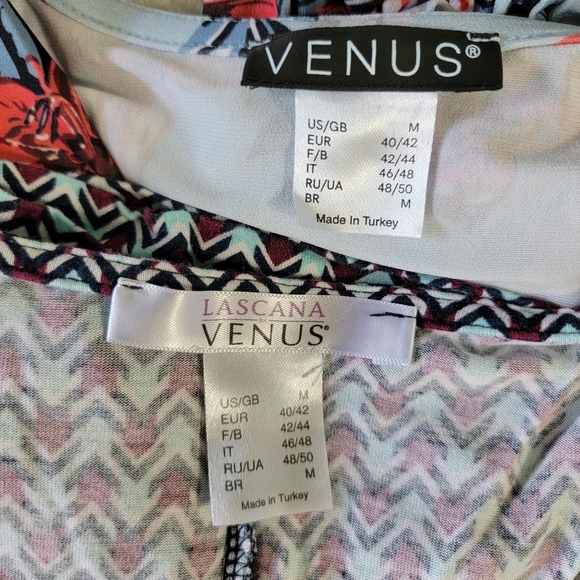 VENUS®
US/GB M
EUR 40/42
F/B 42/44
IT 46/48
RU/UA 48/50
BR M
Made in Turkey
LASCANA
VENUS®
US/GB M
EUR 40/42
F/B 42/44
IT 46/48
RU/UA 48/50
BR M
Made in Turkey